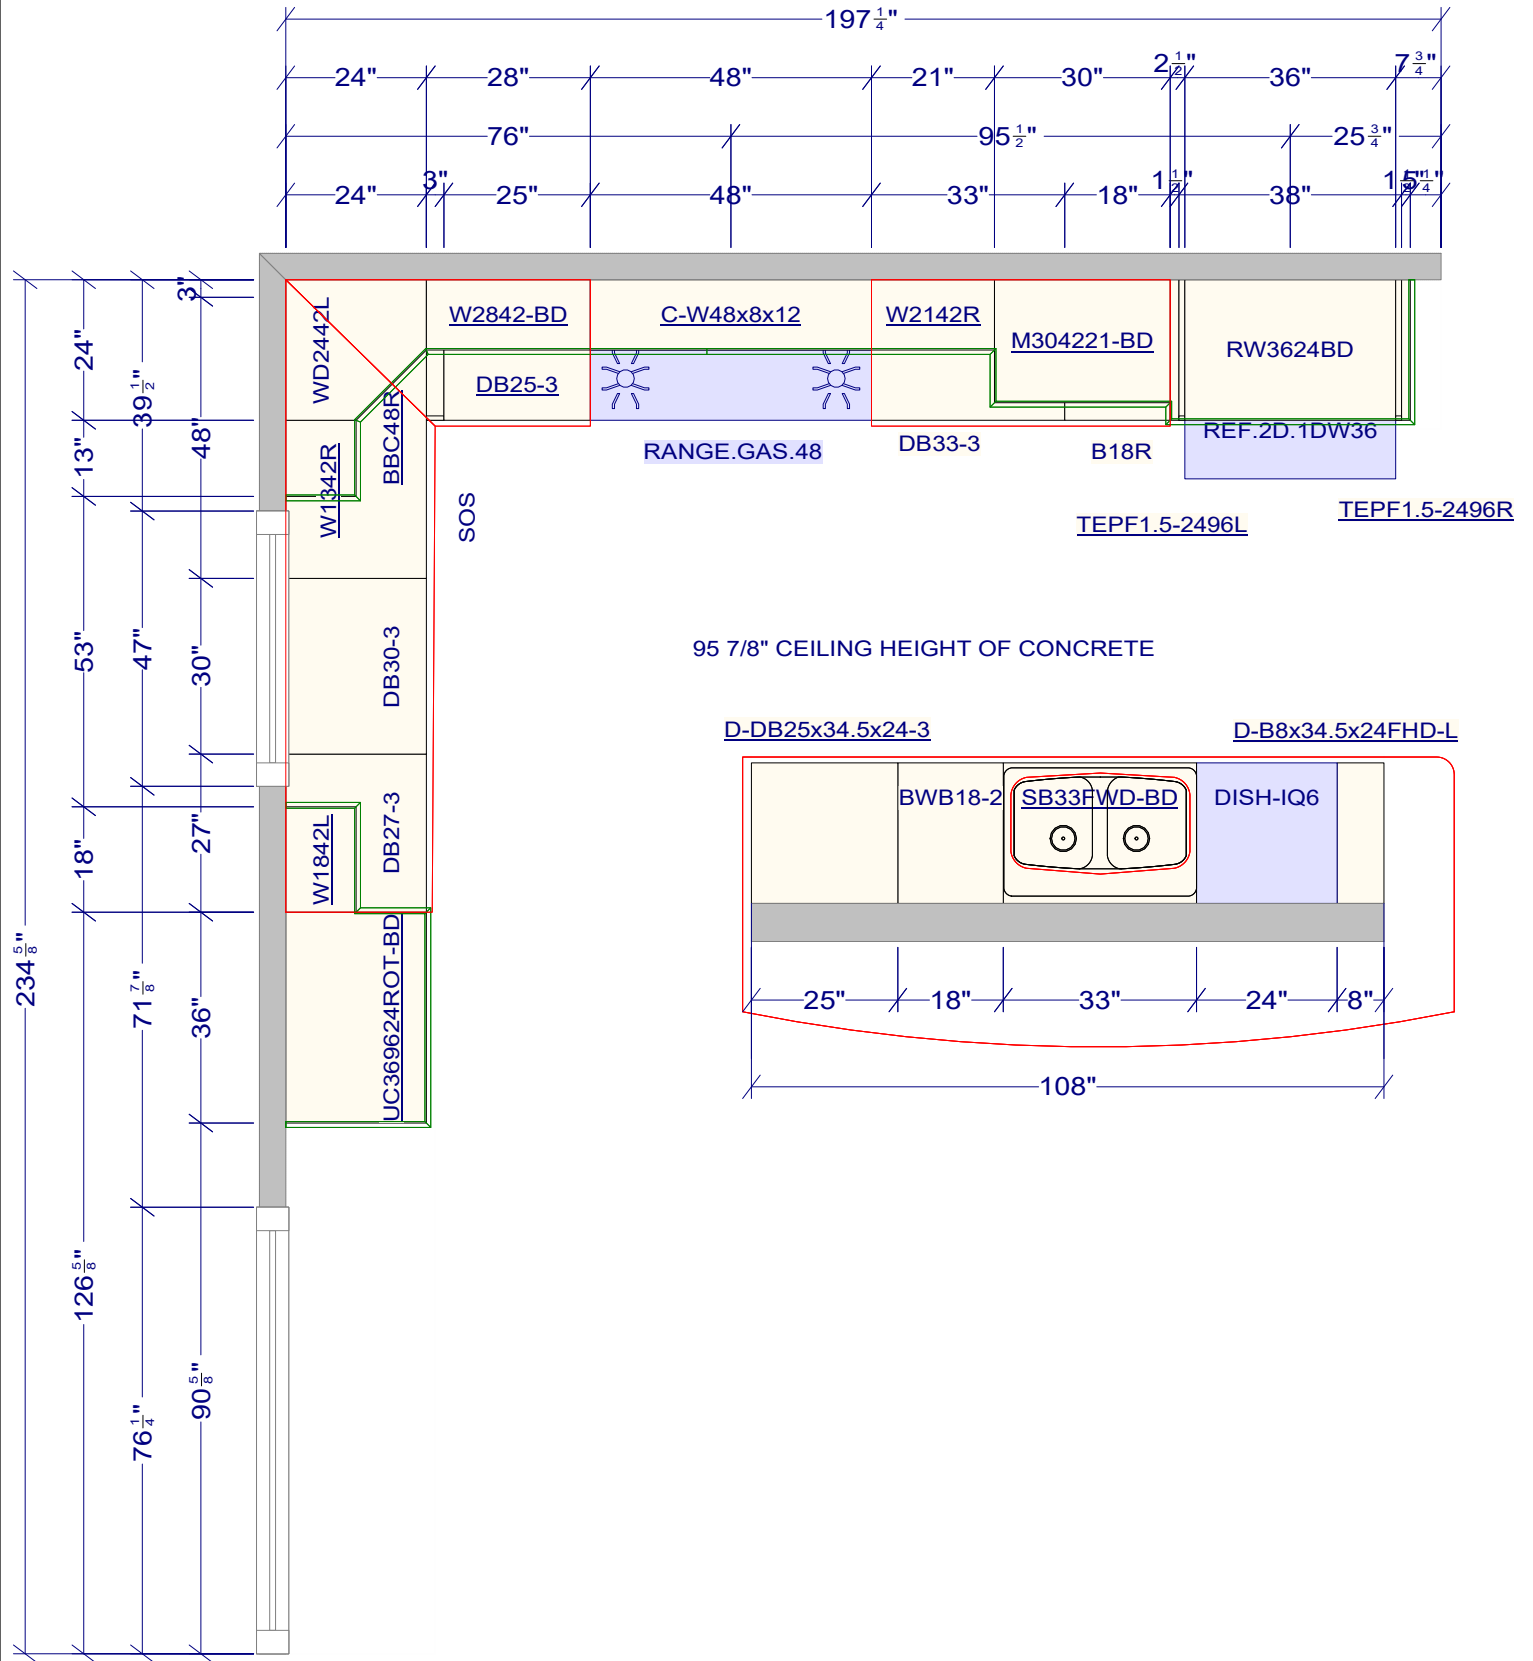 197 1/4"
24" 28" 48" 21" 30" 2 1/2" 36" 7 3/4"
76" 95 1/2" 25 3/4"
24" 3" 25" 48" 33" 18" 1 1/2" 38"
WD2442L
W2842-BD
C-W48x8x12
W2142R
M304221-BD
RW3624BD
DB25-3
BBC48R
W1342R
RANGE.GAS.48
DB33-3
B18R
REF.2D.1DW36
SOS
TEPF1.5-2496L
TEPF1.5-2496R
DB30-3
95 7/8" CEILING HEIGHT OF CONCRETE
D-DB25x34.5x24-3
D-B8x34.5x24FHD-L
BWB18-2
SB33FWD-BD
DISH-IQ6
DB27-3
W1842L
UC369624ROT-BD
25" 18" 33" 24" 8"
108"
234 5/8"
24" 13" 53" 18" 126 5/8"
39 1/2" 47" 71 7/8" 76 1/4"
3" 48" 30" 27" 36" 90 5/8"